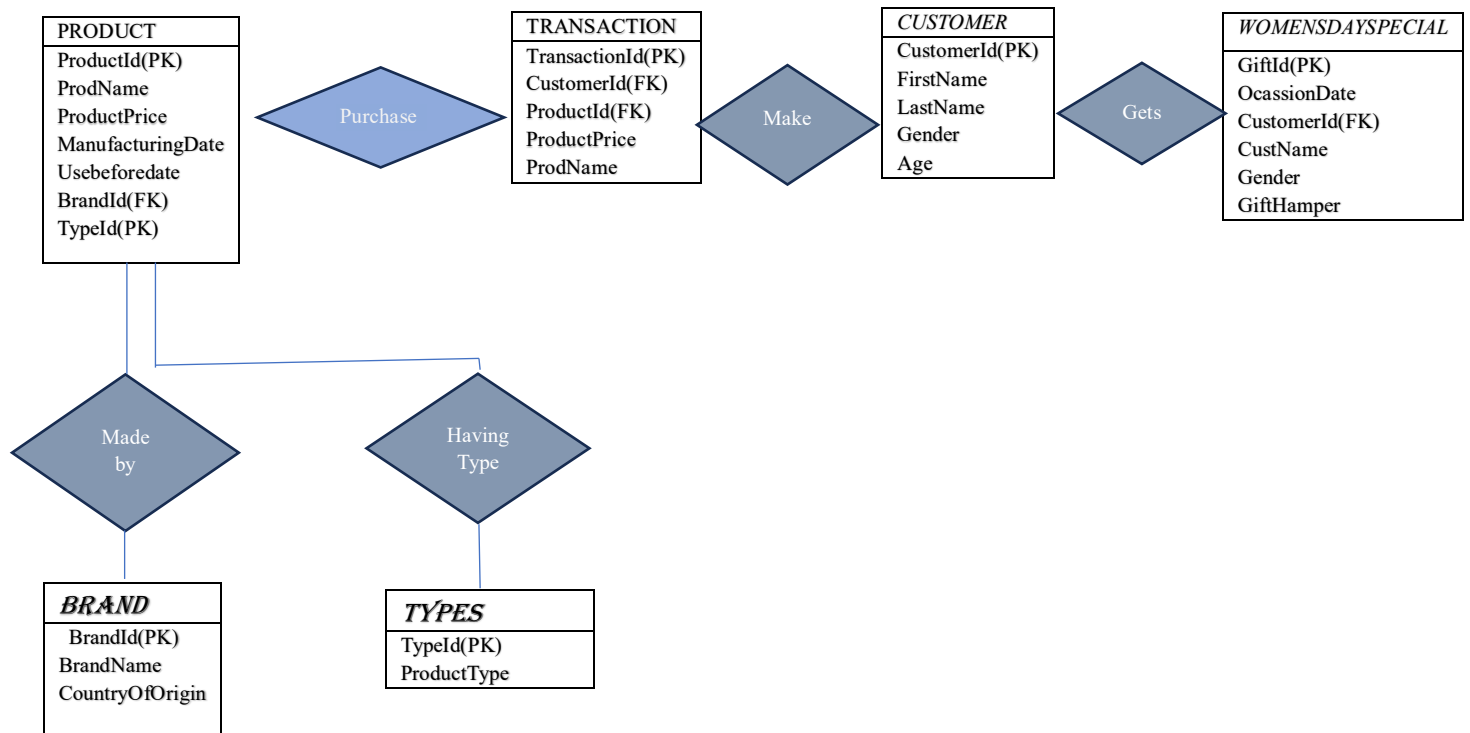 PRODUCT
ProductId(PK)
ProdName
ProductPrice
ManufacturingDate
Usebeforedate
BrandId(FK)
TypeId(PK)
Purchase
TRANSACTION
TransactionId(PK)
CustomerId(FK)
ProductId(FK)
ProductPrice
ProdName
Make
CUSTOMER
CustomerId(PK)
FirstName
LastName
Gender
Age
Gets
WOMENSDAYSPECIAL
GiftId(PK)
OcassionDate
CustomerId(FK)
CustName
Gender
GiftHamper
Made
by
Having
Type
BRAND
BrandId(PK)
BrandName
CountryOfOrigin
TYPES
TypeId(PK)
ProductType